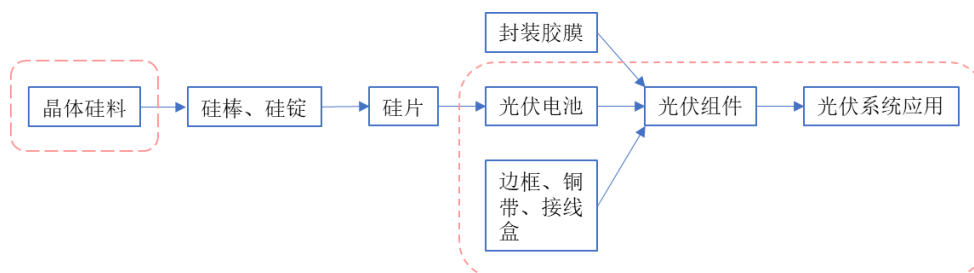 封装胶膜
晶体硅料
硅棒、硅锭
硅片
光伏电池
光伏组件
光伏系统应用
边框、铜
带、接线
盒